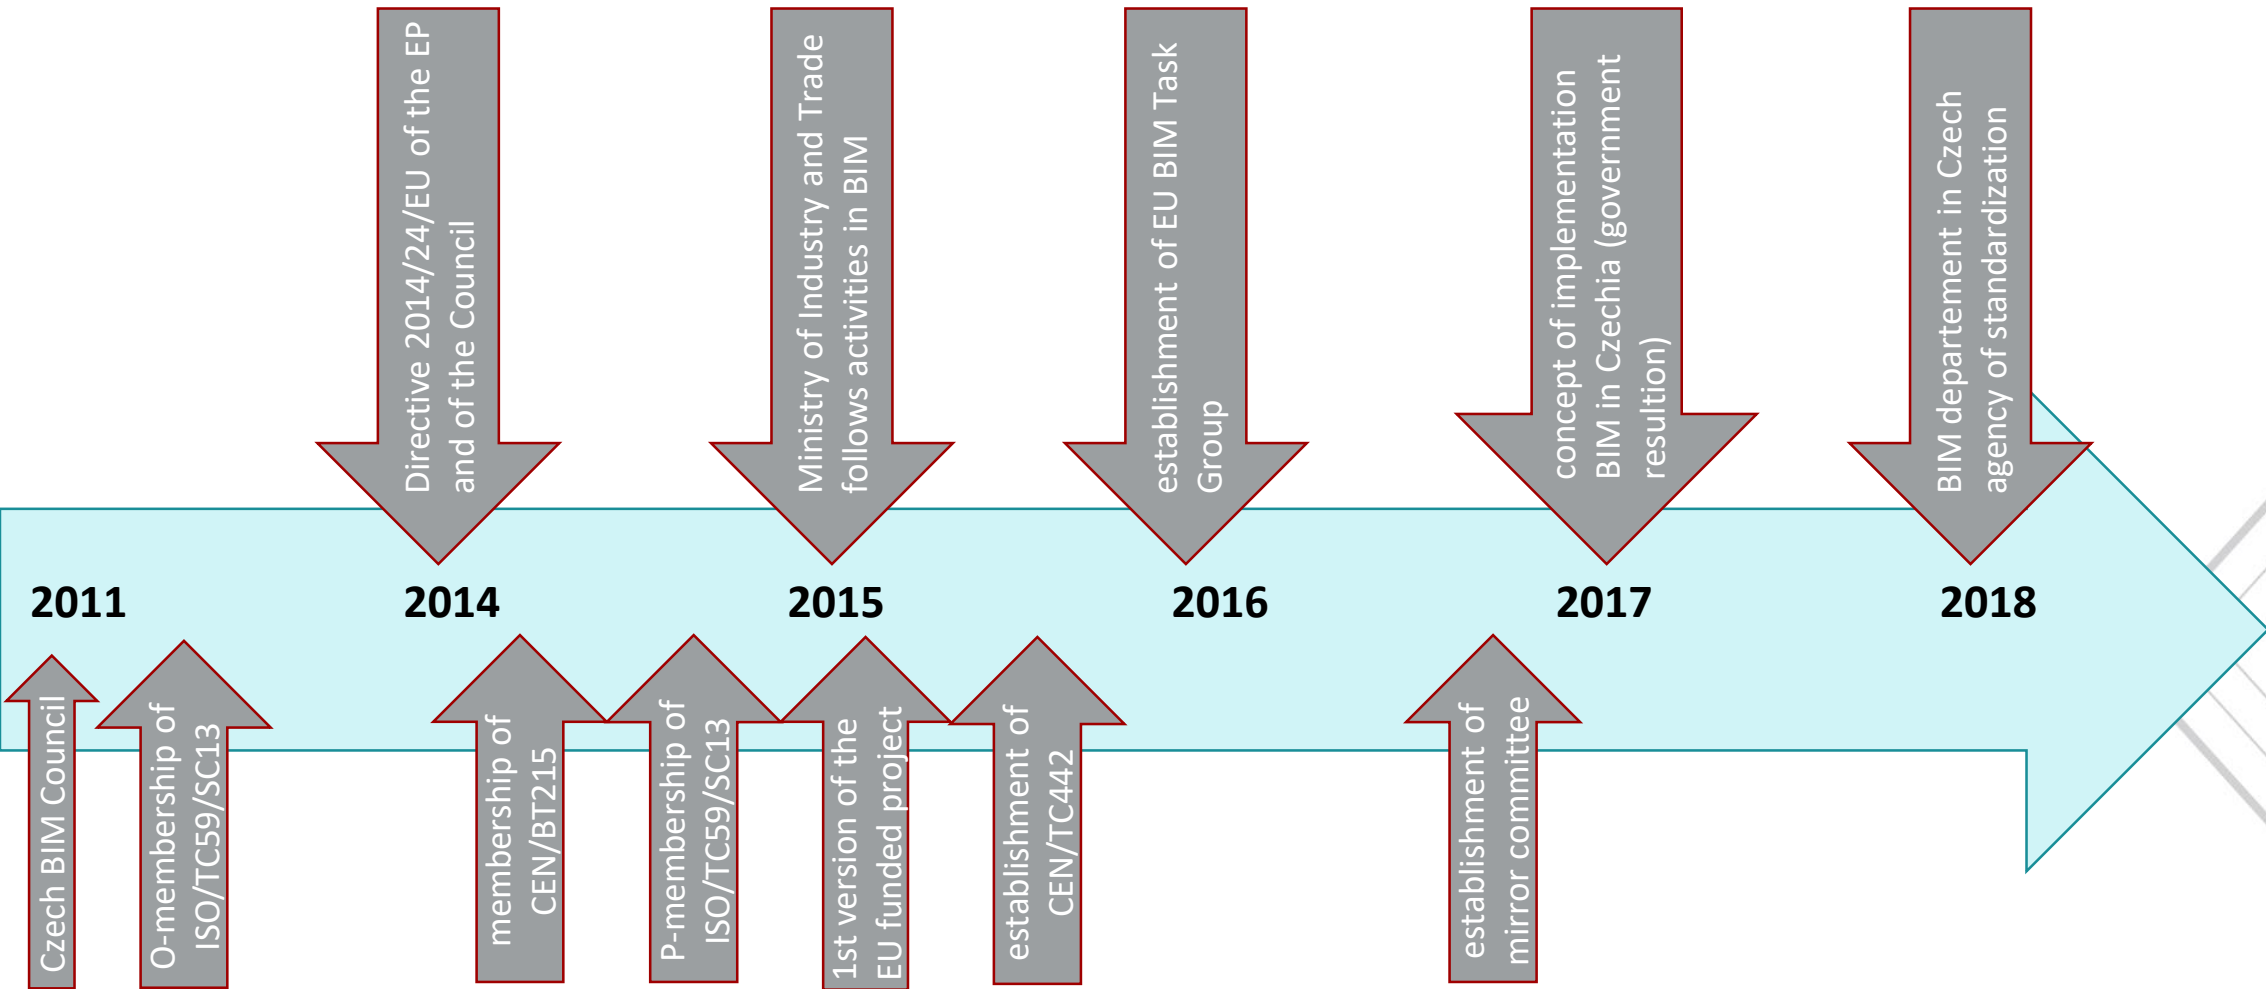 Directive 2014/24/EU of the EP
and of the Council
Ministry of Industry and Trade
follows activities in BIM
establishment of EU BIM Task
Group
concept of implementation
BIM in Czechia (government
resultion)
BIM departement in Czech
agency of standardization
2011
2014
2015
2016
2017
2018
Czech BIM Council
O-membership of
ISO/TC59/SC13
membership of
CEN/BT215
P-membership of
ISO/TC59/SC13
1st version of the
EU funded project
establishment of
CEN/TC442
establishment of
mirror committee